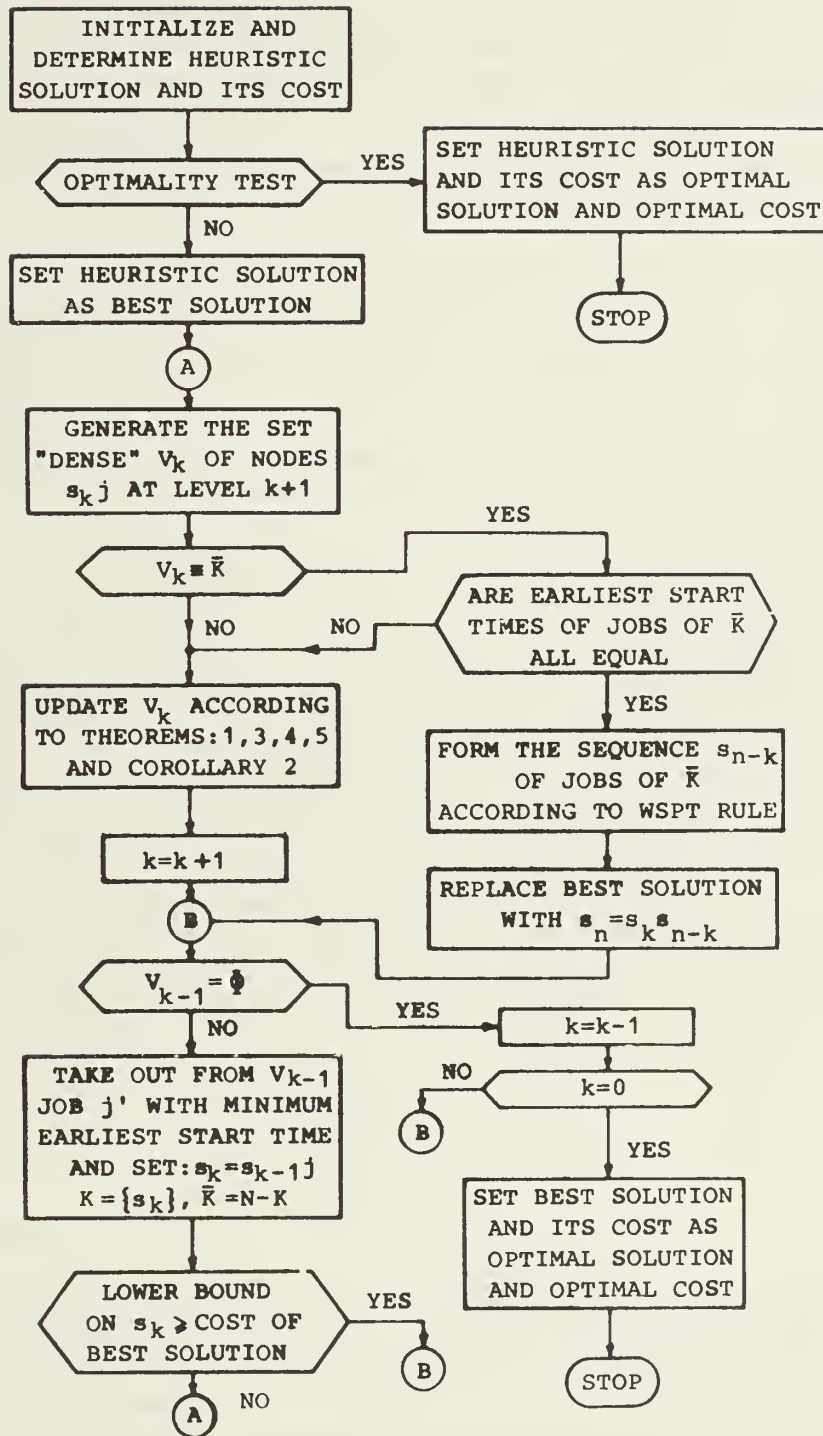 INITIALIZE AND
DETERMINE HEURISTIC
SOLUTION AND ITS COST
OPTIMALITY TEST
YES
SET HEURISTIC SOLUTION
AND ITS COST AS OPTIMAL
SOLUTION AND OPTIMAL COST
STOP
NO
SET HEURISTIC SOLUTION
AS BEST SOLUTION
A
GENERATE THE SET
"DENSE" Vk OF NODES
skj AT LEVEL k+1
Vk ≡ K̄
YES
ARE EARLIEST START
TIMES OF JOBS OF K̄
ALL EQUAL
NO
NO
YES
UPDATE Vk ACCORDING
TO THEOREMS:1,3,4,5
AND COROLLARY 2
FORM THE SEQUENCE sn-k
OF JOBS OF K̄
ACCORDING TO WSPT RULE
k=k+1
REPLACE BEST SOLUTION
WITH sn=sksn-k
B
Vk-1=Φ
YES
k=k-1
NO
k=0
NO
B
YES
TAKE OUT FROM Vk-1
JOB j' WITH MINIMUM
EARLIEST START TIME
AND SET:sk=sk-1j
K={sk}, K̄=N-K
SET BEST SOLUTION
AND ITS COST AS
OPTIMAL SOLUTION
AND OPTIMAL COST
STOP
LOWER BOUND
ON sk ⩾ COST OF
BEST SOLUTION
YES
B
NO
A